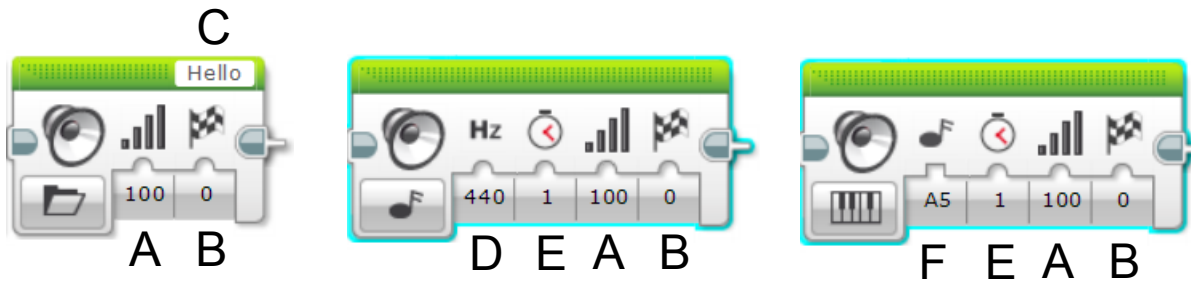 C
Hello
100 0
A B
Hz
440 1 100 0
D E A B
A5 1 100 0
F E A B